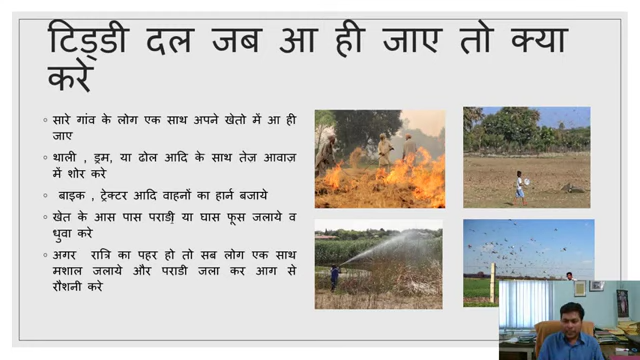 टिड्डी दल जब आ ही जाए तो क्या
करे
सारे गांव के लोग एक साथ अपने खेतो में आ ही
जाए
थाली , ड्रम, या ढोल आदि के साथ तेज़ आवाज़
में शोर करे
बाइक , ट्रेक्टर आदि वाहनों का हार्न बजाये
खेत के आस पास पराडी़ या घास फूस जलाये व
धुवा करे
अगर रात्रि का पहर हो तो सब लोग एक साथ
मशाल जलाये और पराडी जला कर आग से
रौशनी करे